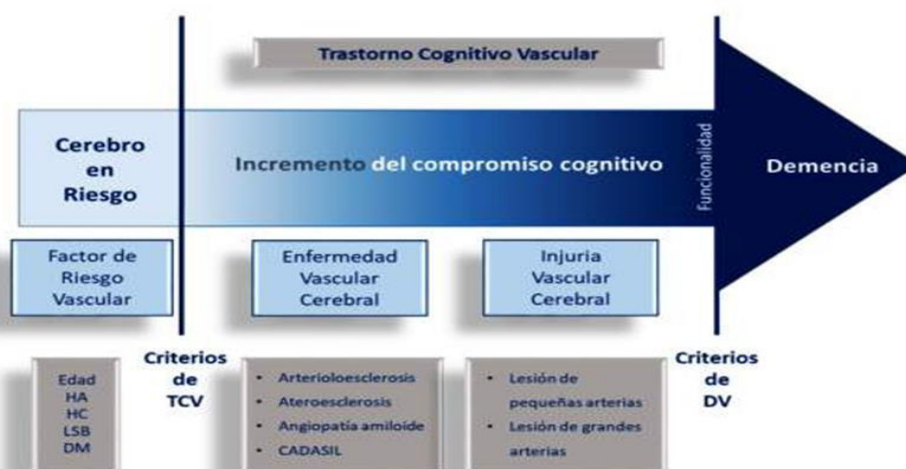 Trastorno Cognitivo Vascular
Cerebro
en
Riesgo
Incremento del compromiso cognitivo
Funcionalidad
Demencia
Factor de
Riesgo
Vascular
Enfermedad
Vascular
Cerebral
Injuria
Vascular
Cerebral
Criterios
de
TCV
Criterios
de
DV
Edad
HA
HC
LSB
DM
• Arterioloesclerosis
• Ateroesclerosis
• Angiopatía amiloide
• CADASIL
• Lesión de
pequeñas arterias
• Lesión de grandes
arterias